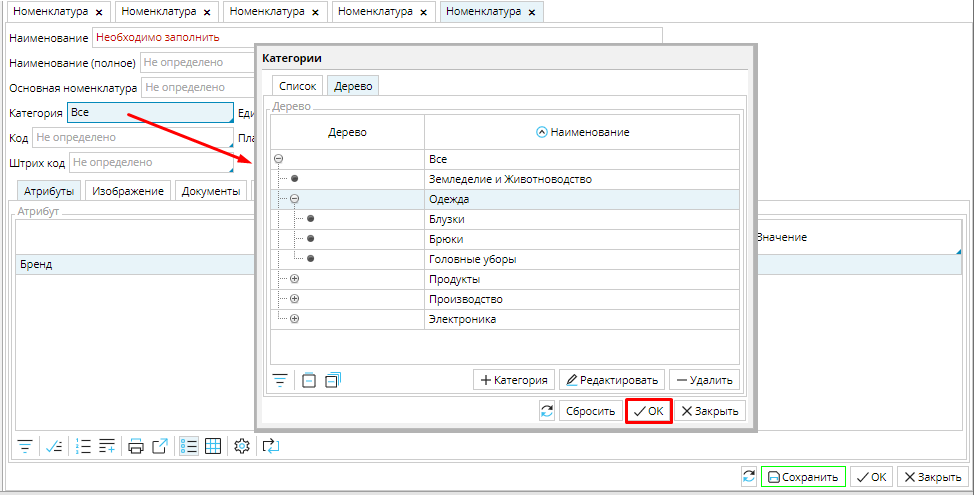 Номенклатура × Номенклатура × Номенклатура × Номенклатура × Номенклатура ×
Наименование Необходимо заполнить
Наименование (полное) Не определено
Основная номенклатура Не определено
Категория Все Еди
Код Не определено Пла
Штрих код Не определено
Атрибуты Изображение Документы
Атрибут
Значение
Бренд
Категории
Список Дерево
Дерево
Дерево Наименование
Все
Земледелие и Животноводство
Одежда
Блузки
Брюки
Головные уборы
Продукты
Производство
Электроника
+ Категория Редактировать — Удалить
Сбросить ОК Закрыть
Сохранить ОК Закрыть